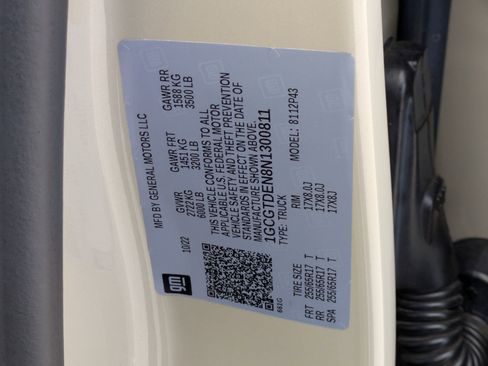 MFD BY GENERAL MOTORS LLC
10/22
GVWR
2722 KG
6000 LB
GAWR FRT
1451 KG
3200 LB
GAWR RR
1588 KG
3500 LB
THIS VEHICLE CONFORMS TO ALL
APPLICABLE U.S. FEDERAL MOTOR
VEHICLE SAFETY AND THEFT PREVENTION
STANDARDS IN EFFECT ON THE DATE OF
MANUFACTURE SHOWN ABOVE.
1GCGTDEN8N1300811
TYPE: TRUCK
MODEL: 8112P43
gm
661G
TIRE SIZE
RIM
FRT 255/65R17 T 17X8.0J
RR 255/65R17 T 17X8.0J
SPA 255/65R17 T 17X8J